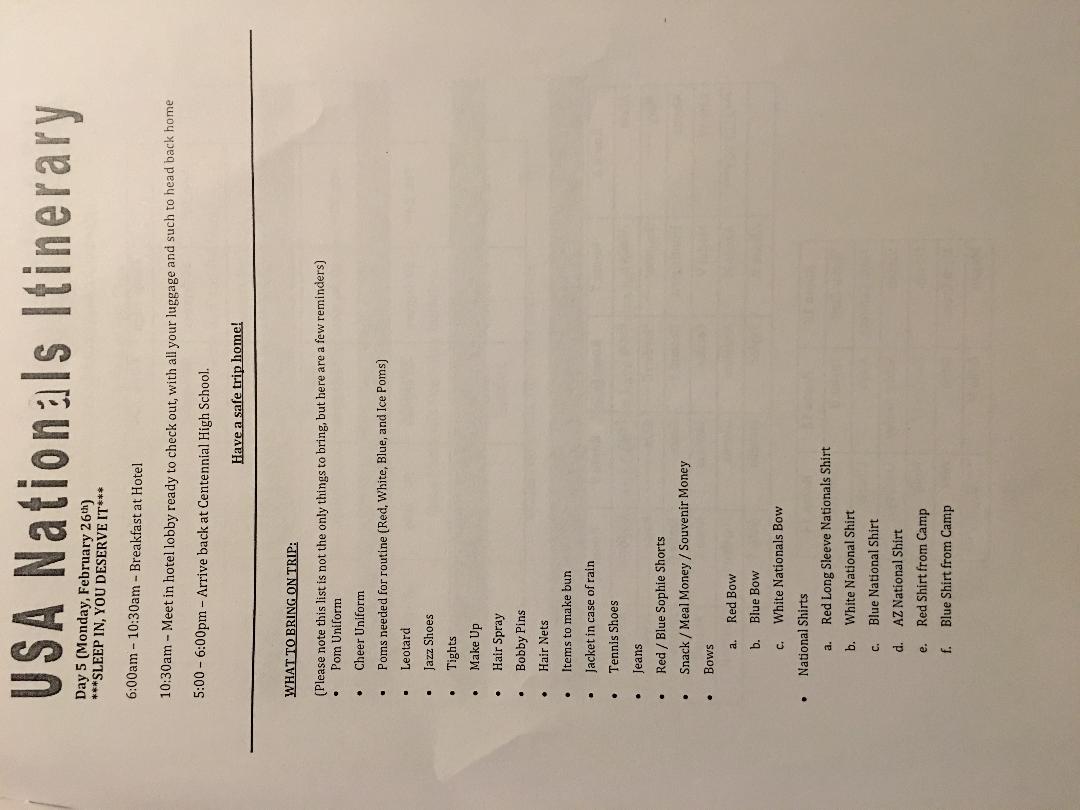 USA Nationals Itinerary
Day 5 (Monday, February 26th)
***SLEEP IN, YOU DESERVE IT***
6:00am – 10:30am – Breakfast at Hotel
10:30am – Meet in hotel lobby ready to check out, with all your luggage and such to head back home
5:00 – 6:00pm – Arrive back at Centennial High School.
Have a safe trip home!
WHAT TO BRING ON TRIP:
(Please note this list is not the only things to bring, but here are a few reminders)
• Pom Uniform
• Cheer Uniform
• Poms needed for routine (Red, White, Blue, and Ice Poms)
• Leotard
• Jazz Shoes
• Tights
• Make Up
• Hair Spray
• Bobby Pins
• Hair Nets
• Items to make bun
• Jacket in case of rain
• Tennis Shoes
• Jeans
• Red / Blue Sophie Shorts
• Snack / Meal Money / Souvenir Money
• Bows
a. Red Bow
b. Blue Bow
c. White Nationals Bow
• National Shirts
a. Red Long Sleeve Nationals Shirt
b. White National Shirt
c. Blue National Shirt
d. AZ National Shirt
e. Red Shirt from Camp
f. Blue Shirt from Camp